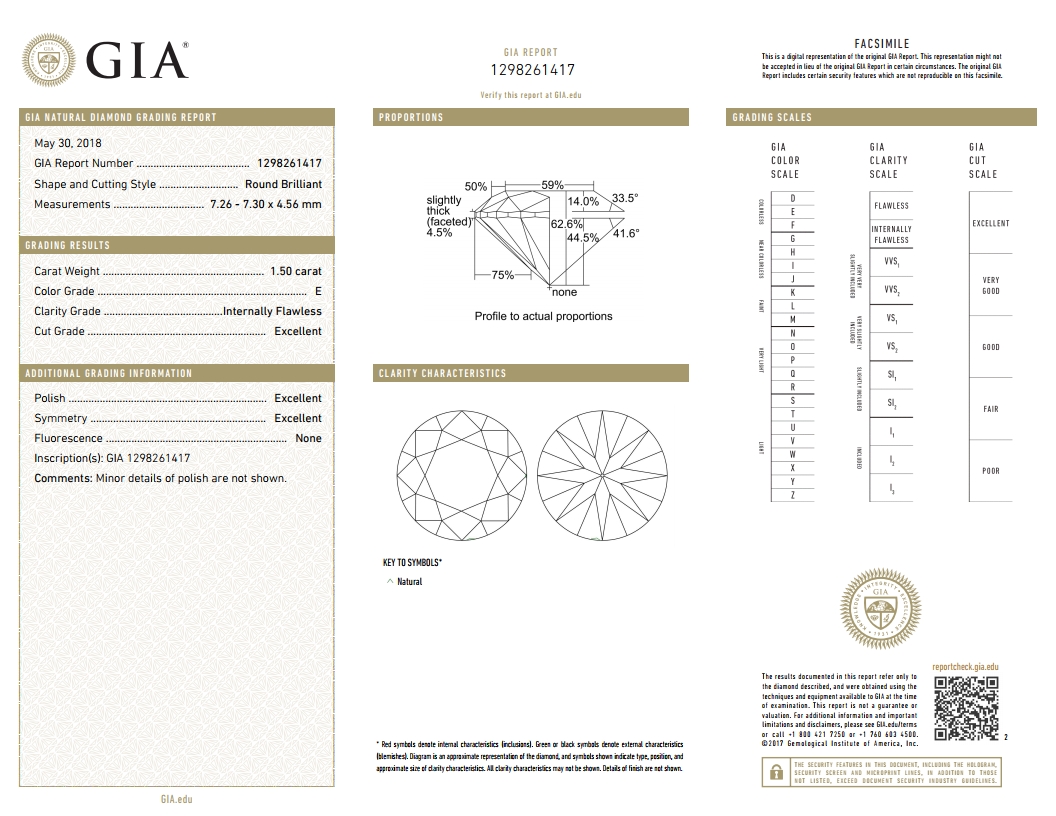 GIA®
GIA REPORT
1298261417
Verify this report at GIA.edu
FACSIMILE
This is a digital representation of the original GIA Report. This representation might not
be accepted in lieu of the original GIA Report in certain circumstances. The original GIA
Report includes certain security features which are not reproducible on this facsimile.
GIA NATURAL DIAMOND GRADING REPORT
May 30, 2018
GIA Report Number ................................... 1298261417
Shape and Cutting Style ......................... Round Brilliant
Measurements ............................ 7.26 - 7.30 x 4.56 mm
GRADING RESULTS
Carat Weight .................................................. 1.50 carat
Color Grade .................................................................. E
Clarity Grade ....................................Internally Flawless
Cut Grade ....................................................... Excellent
ADDITIONAL GRADING INFORMATION
Polish ............................................................. Excellent
Symmetry ....................................................... Excellent
Fluorescence ....................................................... None
Inscription(s): GIA 1298261417
Comments: Minor details of polish are not shown.
GIA.edu
PROPORTIONS
50%
59%
slightly
thick
(faceted)
4.5%
14.0%
33.5°
62.6%
44.5%
41.6°
75%
none
Profile to actual proportions
CLARITY CHARACTERISTICS
KEY TO SYMBOLS*
Natural
* Red symbols denote internal characteristics (inclusions). Green or black symbols denote external characteristics
(blemishes). Diagram is an approximate representation of the diamond, and symbols shown indicate type, position, and
approximate size of clarity characteristics. All clarity characteristics may not be shown. Details of finish are not shown.
GRADING SCALES
GIA
COLOR
SCALE
COLORLESS
D
E
F
NEAR COLORLESS
G
H
I
J
FAINT
K
L
M
VERY LIGHT
N
O
P
Q
R
LIGHT
S
T
U
V
W
X
Y
Z
GIA
CLARITY
SCALE
FLAWLESS
INTERNALLY
FLAWLESS
VERY VERY
SLIGHTLY INCLUDED
VVS₁
VVS₂
VERY SLIGHTLY
INCLUDED
VS₁
VS₂
SLIGHTLY INCLUDED
SI₁
SI₂
INCLUDED
I₁
I₂
I₃
GIA
CUT
SCALE
EXCELLENT
VERY
GOOD
GOOD
FAIR
POOR
GIA
KNOWLEDGE • INTEGRITY • EXCELLENCE
reportcheck.gia.edu
The results documented in this report refer only to
the diamond described, and were obtained using the
techniques and equipment available to GIA at the time
of examination. This report is not a guarantee or
valuation. For additional information and important
limitations and disclaimers, please see GIA.edu/terms
or call +1 800 421 7250 or +1 760 603 4500.
©2017 Gemological Institute of America, Inc.
2
THE SECURITY FEATURES IN THIS DOCUMENT, INCLUDING THE HOLOGRAM,
SECURITY SCREEN AND MICROPRINT LINES, IN ADDITION TO THOSE
NOT LISTED, EXCEED DOCUMENT SECURITY INDUSTRY GUIDELINES.